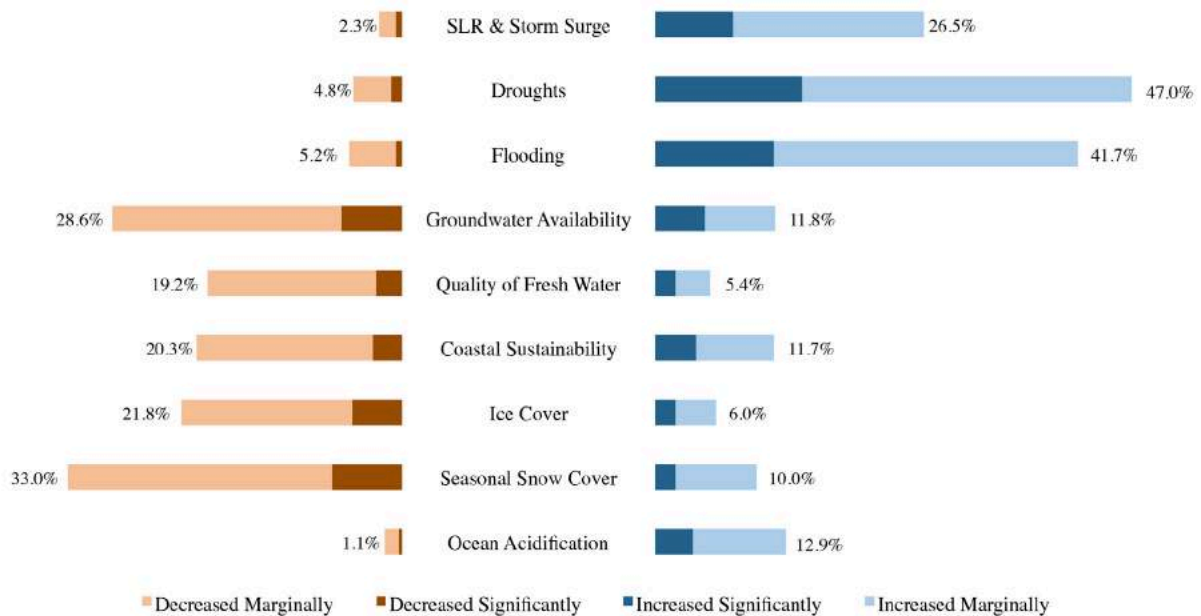 2.3% SLR & Storm Surge 26.5%
4.8% Droughts 47.0%
5.2% Flooding 41.7%
28.6% Groundwater Availability 11.8%
19.2% Quality of Fresh Water 5.4%
20.3% Coastal Sustainability 11.7%
21.8% Ice Cover 6.0%
33.0% Seasonal Snow Cover 10.0%
1.1% Ocean Acidification 12.9%
Decreased Marginally Decreased Significantly Increased Significantly Increased Marginally